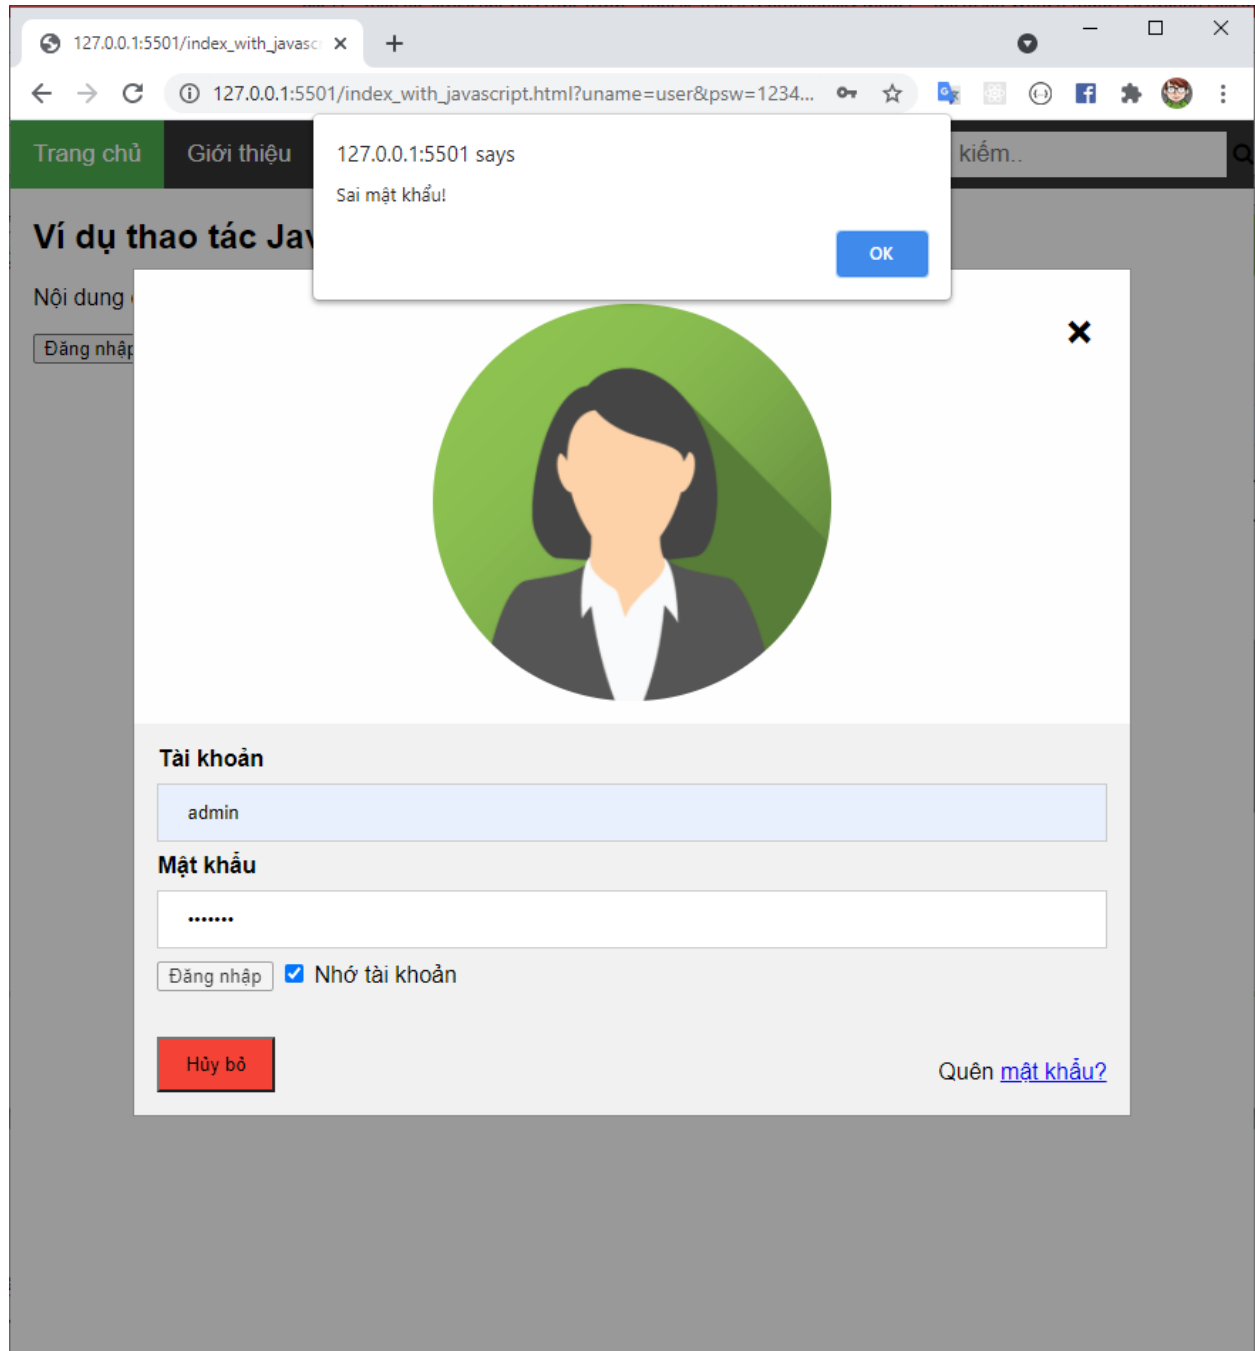 127.0.0.1:5501/index_with_javasc
127.0.0.1:5501/index_with_javascript.html?uname=user&psw=1234...
Trang chủ Giới thiệu kiếm..
127.0.0.1:5501 says
Sai mật khẩu!
OK
Ví dụ thao tác Jav
Nội dung
Đăng nhập
Tài khoản
admin
Mật khẩu
•••••••
Đăng nhập Nhớ tài khoản
Hủy bỏ
Quên mật khẩu?